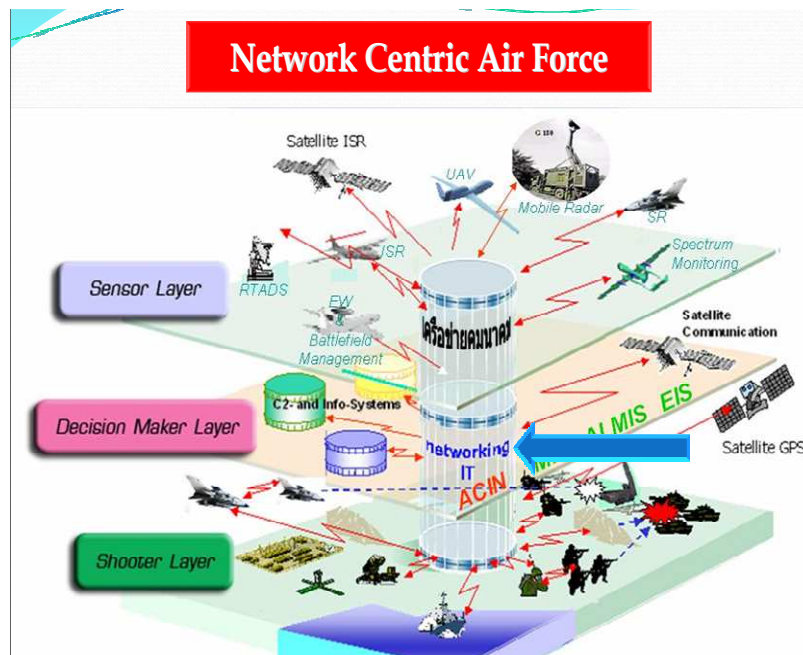 Network Centric Air Force
Satellite ISR
UAV
Mobile Radar
SR
ISR
Spectrum
Monitoring
RTADS
Sensor Layer
EW
&
Battlefield
Management
เครือข่ายคมนาคม
Satellite
Communication
C2- and Info-Systems
Decision Maker Layer
networking
IT
ACIN
ALMIS EIS
Satellite GPS
Shooter Layer